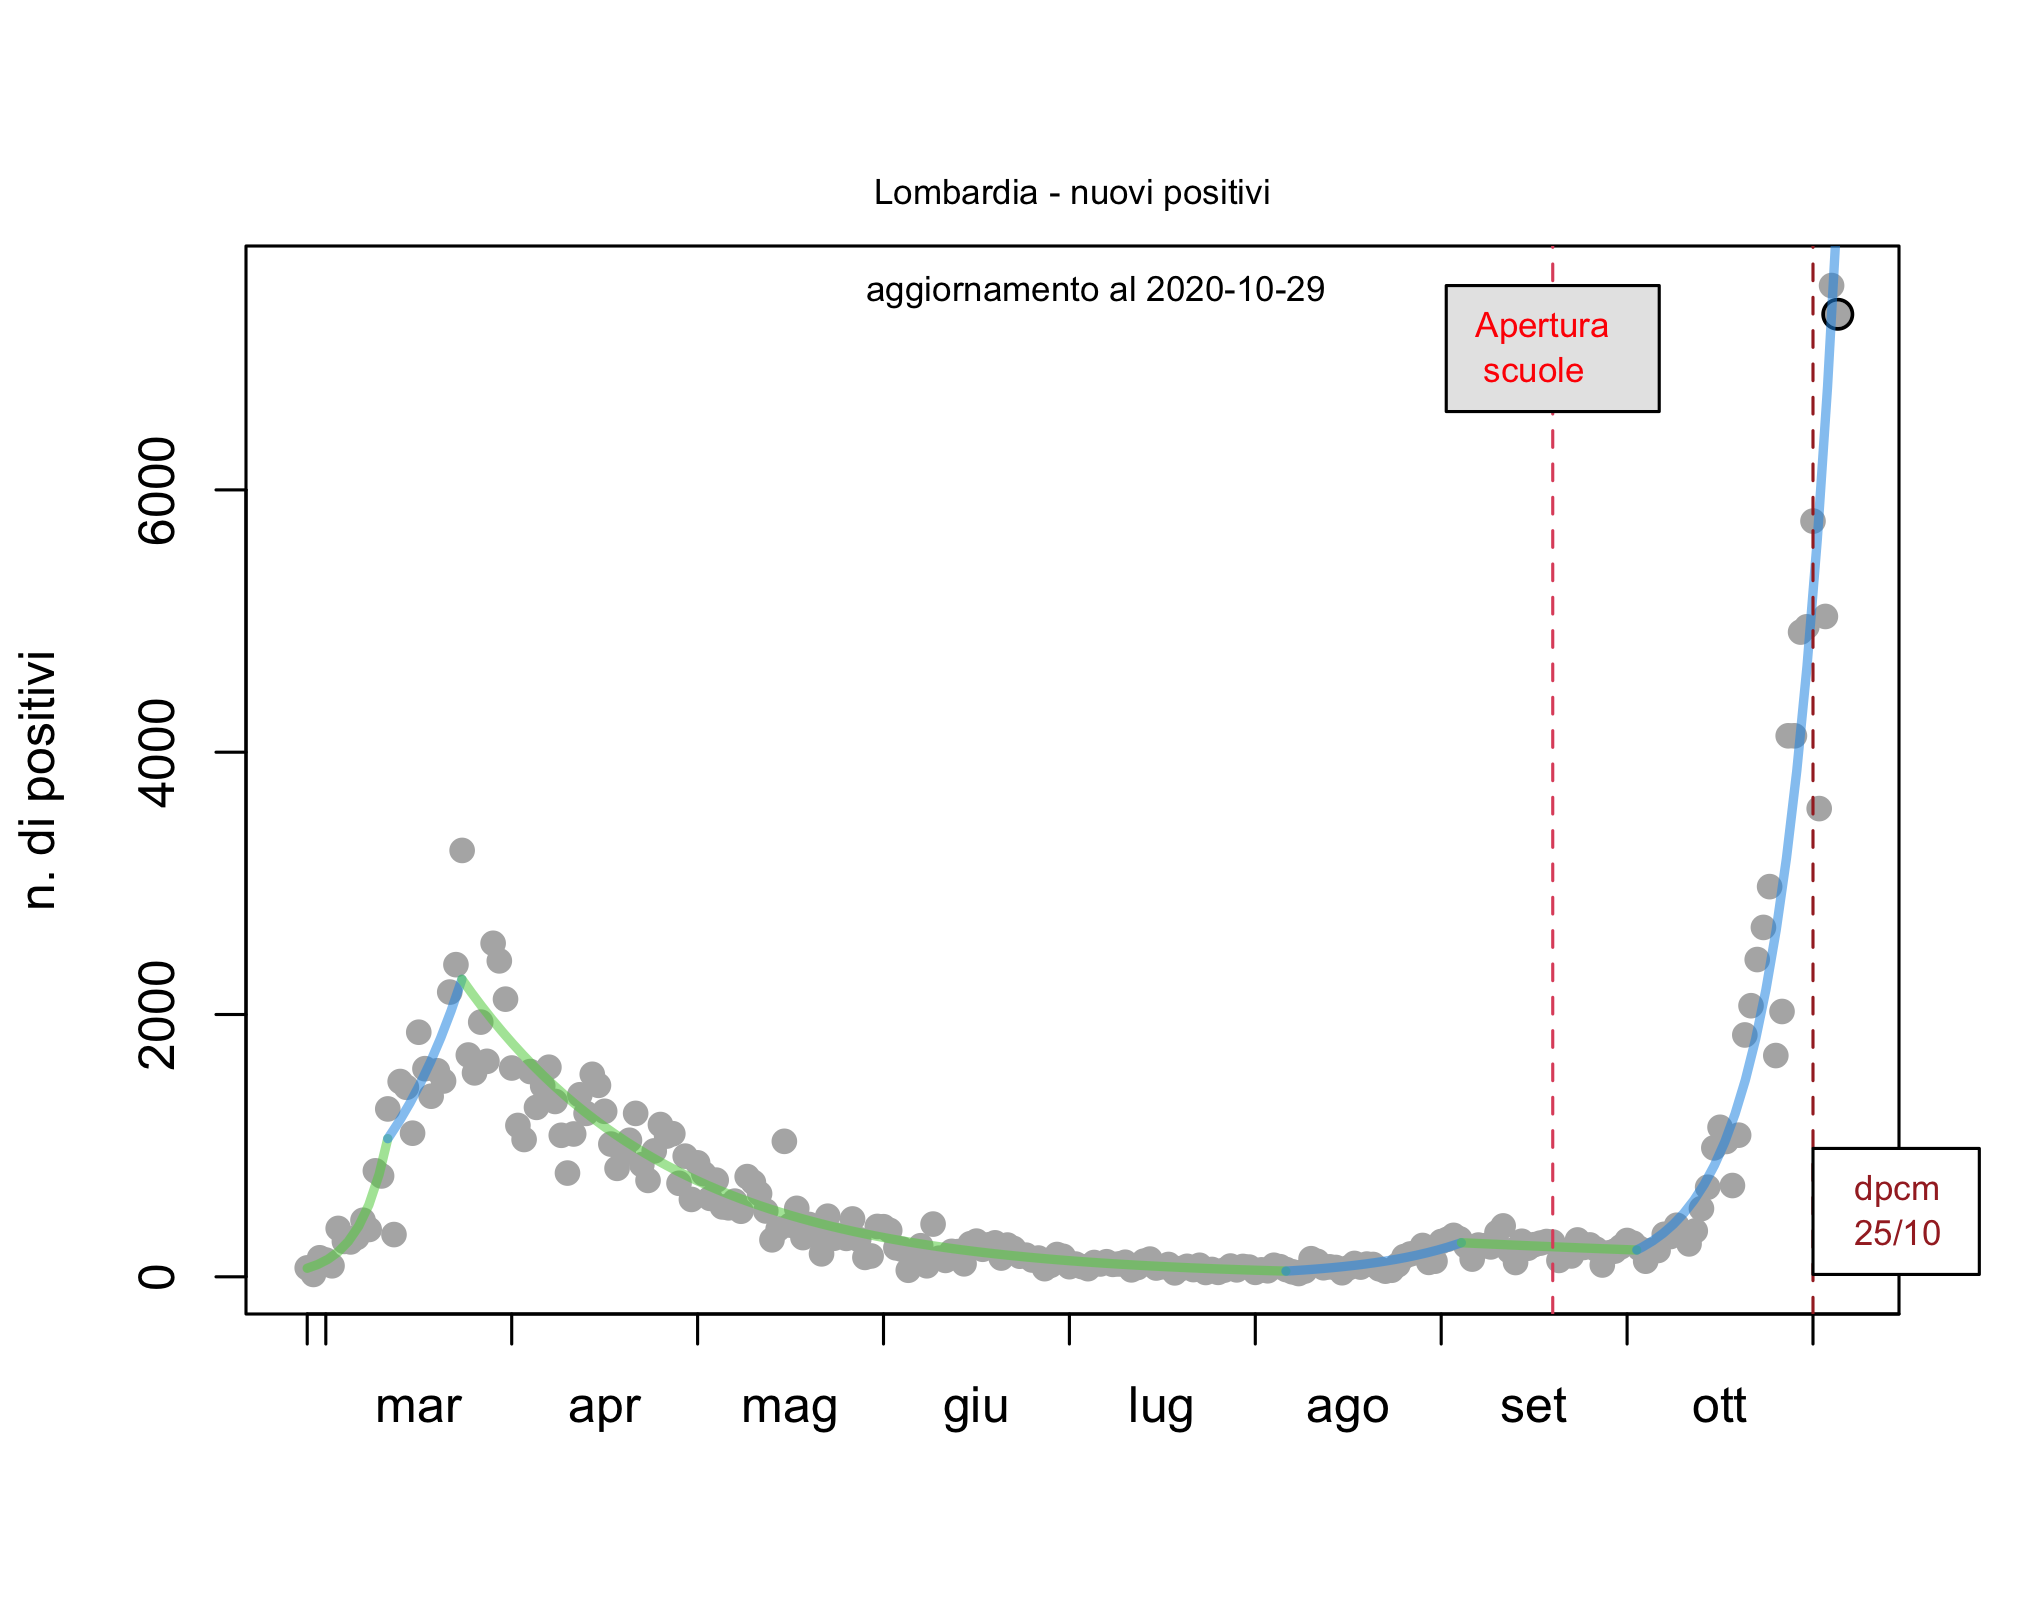 Lombardia - nuovi positivi
aggiornamento al 2020-10-29
Apertura
scuole
n. di positivi
6000
4000
2000
0
dpcm
25/10
mar apr mag giu lug ago set ott